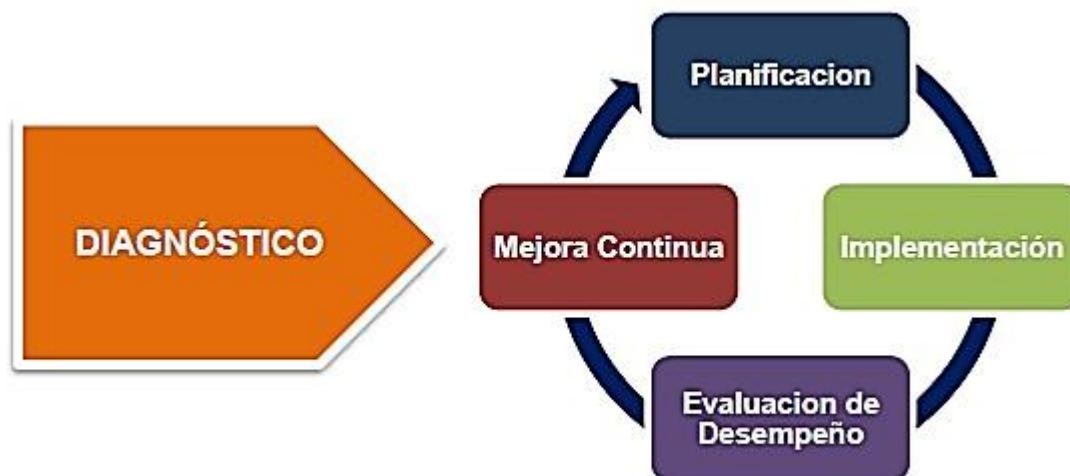 DIAGNÓSTICO
Planificacion
Implementación
Evaluacion de
Desempeño
Mejora Continua